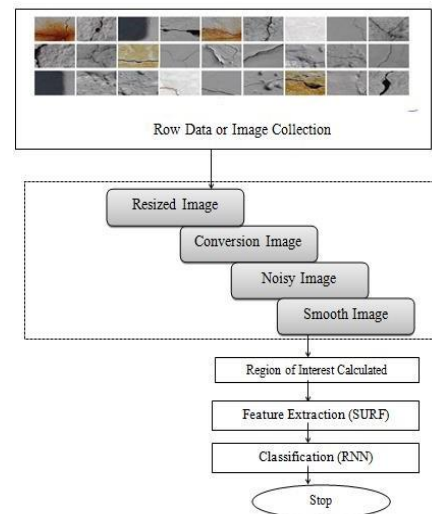 Row Data or Image Collection
Resized Image
Conversion Image
Noisy Image
Smooth Image
Region of Interest Calculated
Feature Extraction (SURF)
Classification (RNN)
Stop